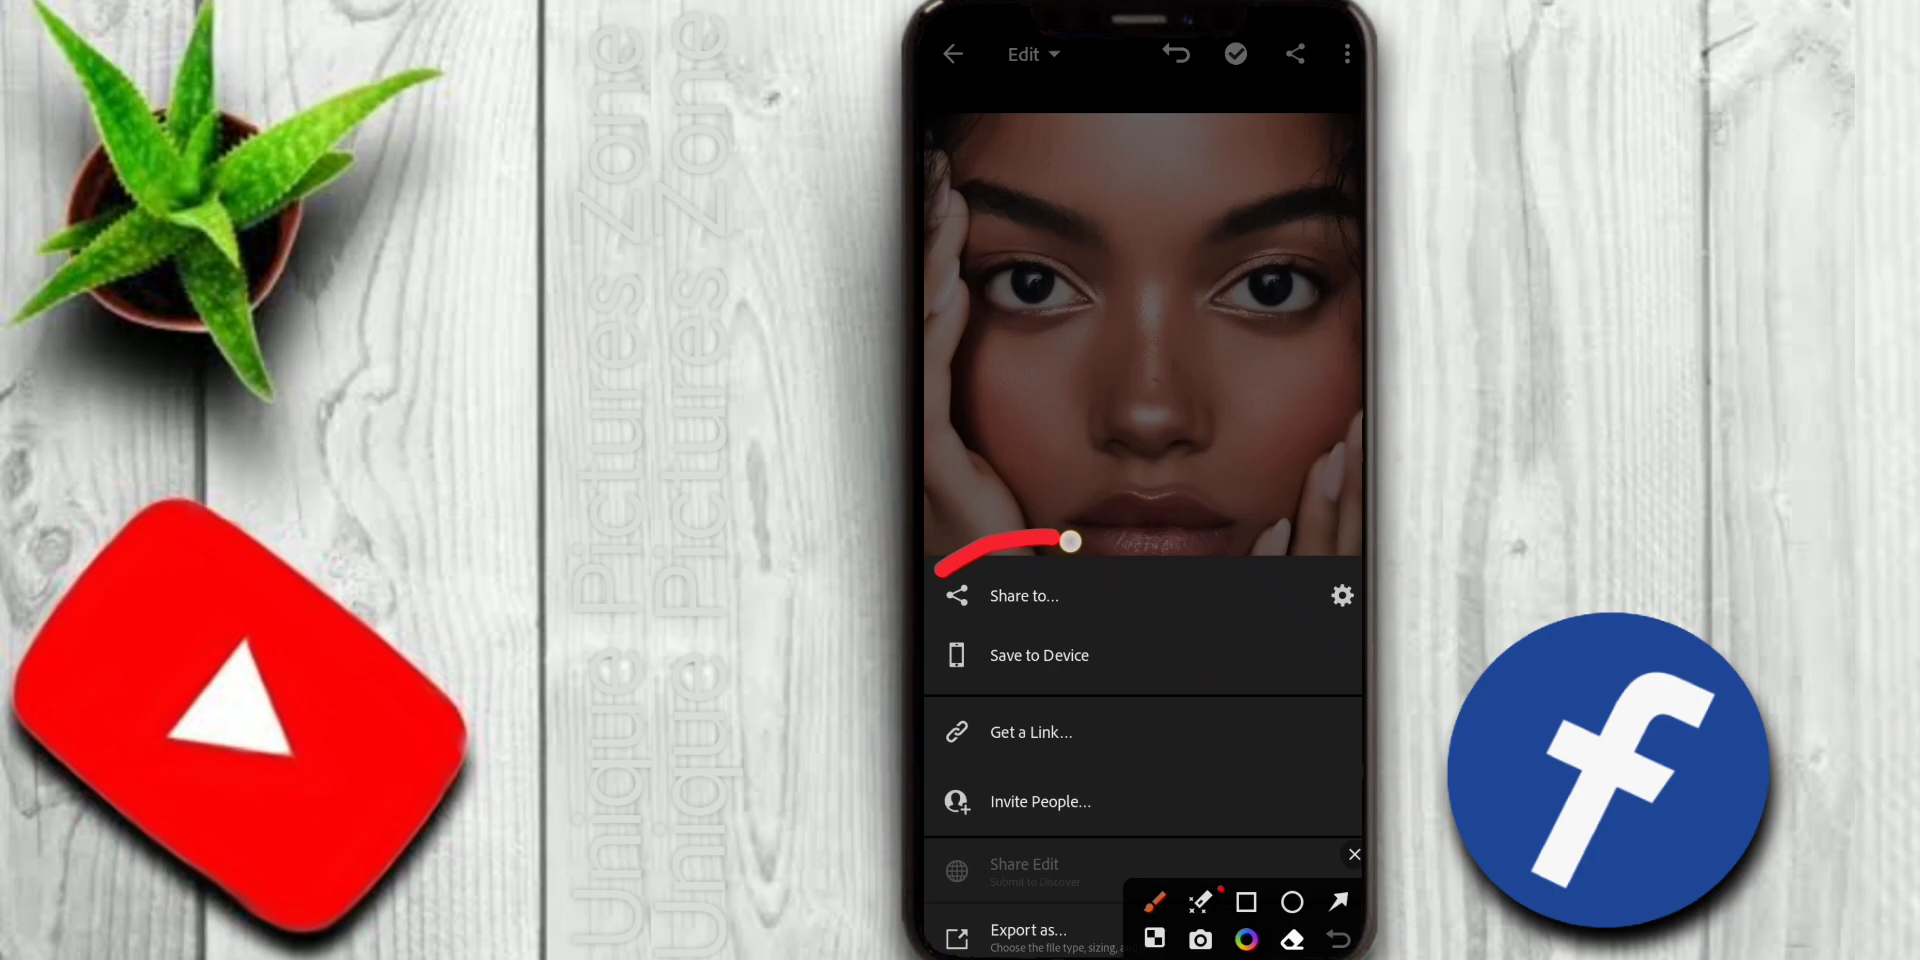 Edit
Unique Pictures Zone
Unique Pictures Zone
Share to...
Save to Device
Get a Link...
Invite People...
Share Edit
Submit to Discover
Export as...
Choose the file type, sizing,